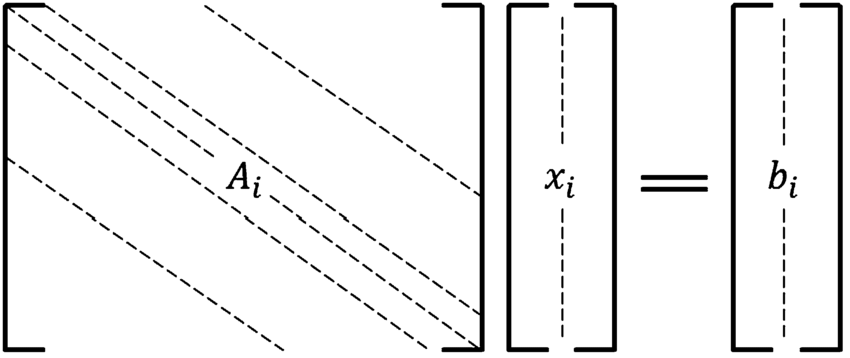 A_i x_i = b_i